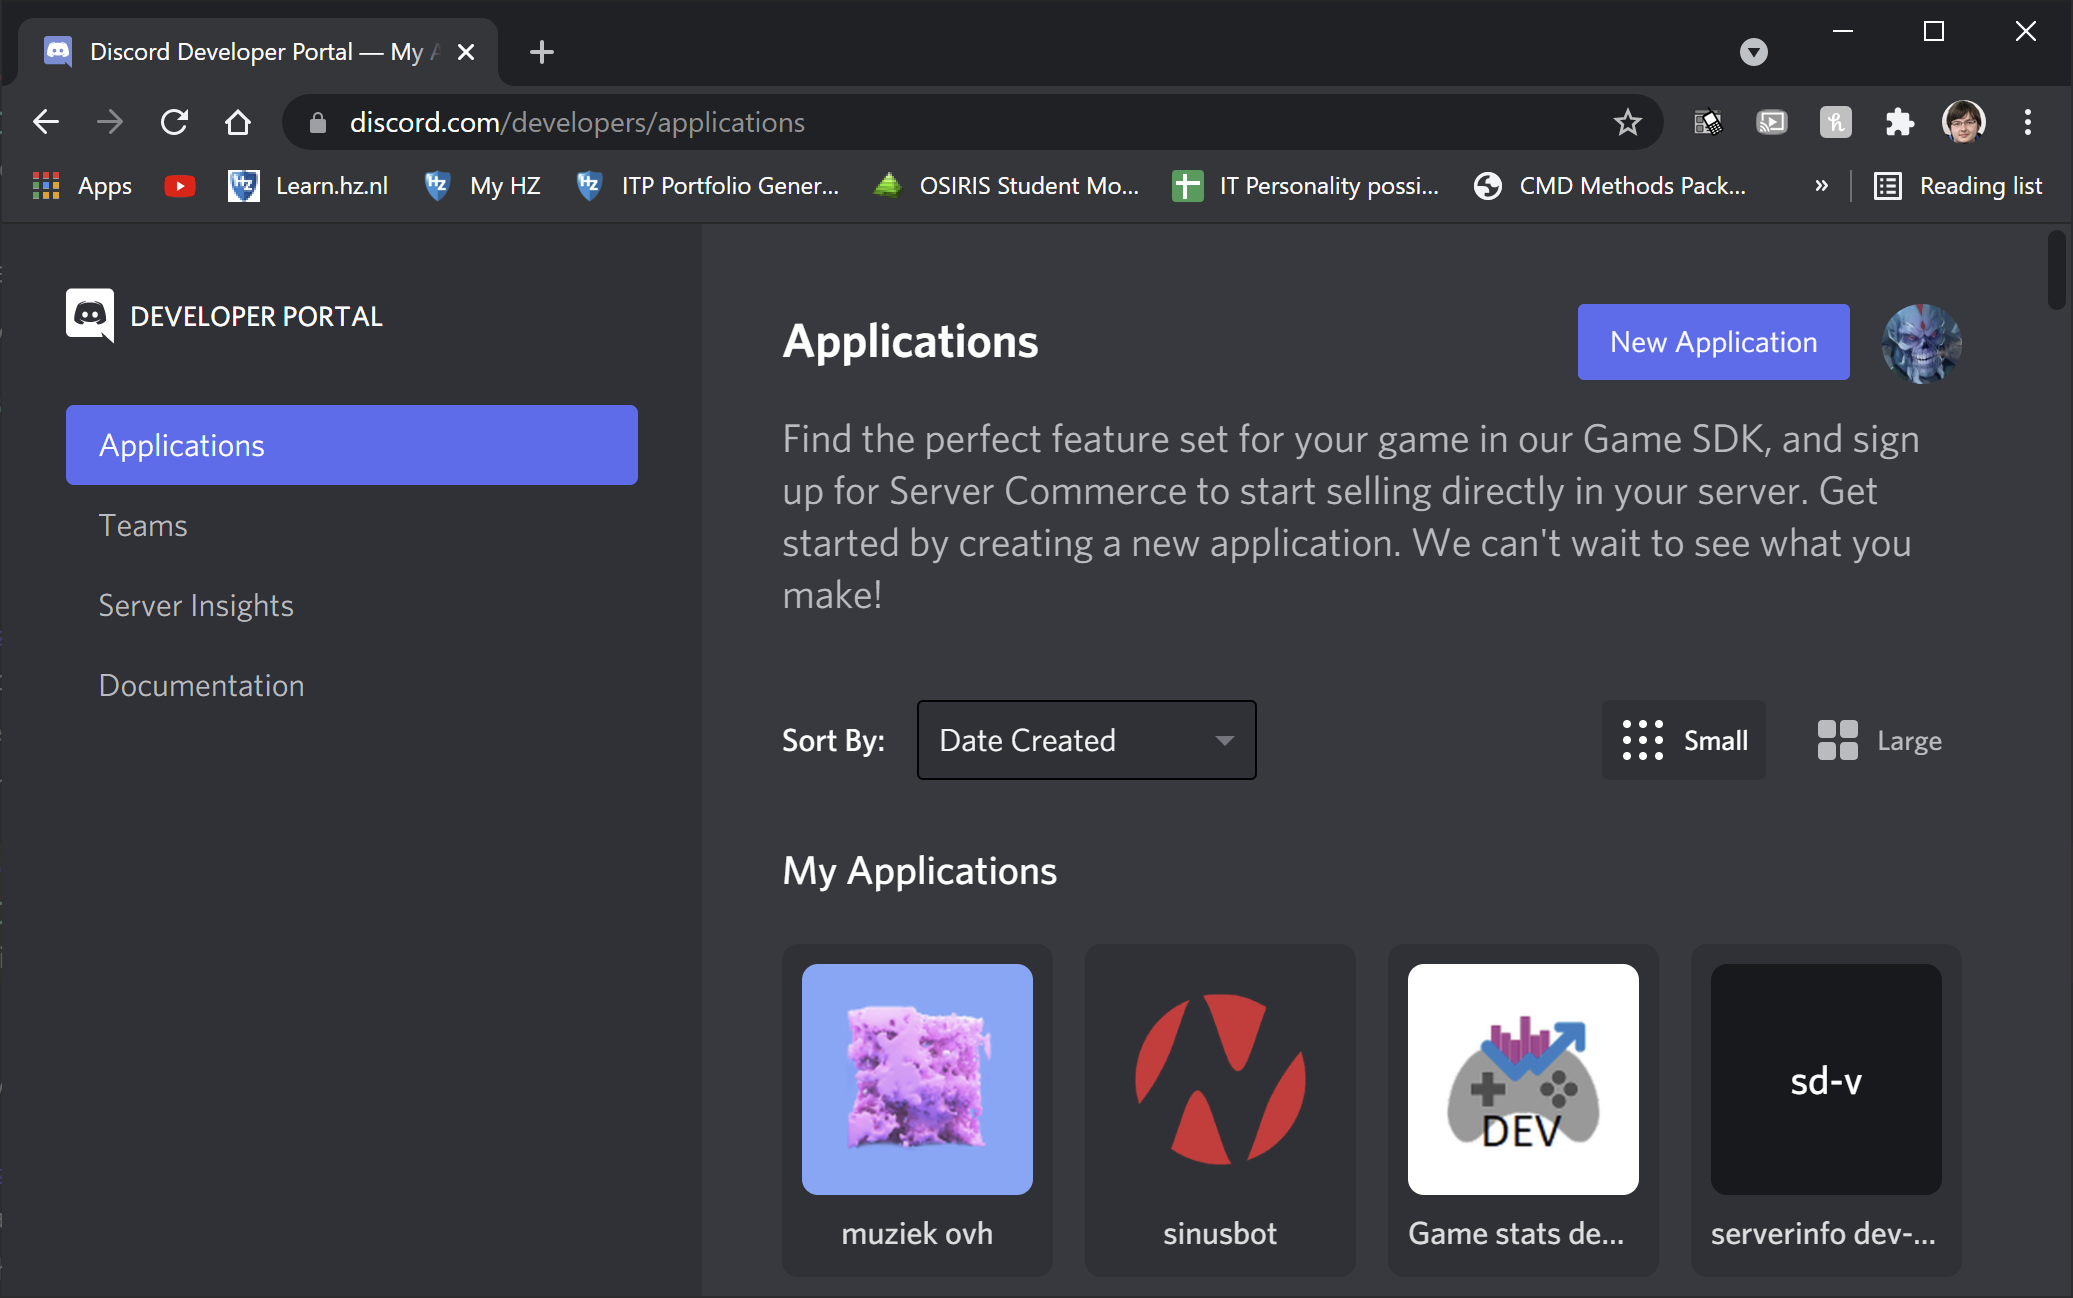 Discord Developer Portal — My A
discord.com/developers/applications
Apps
Learn.hz.nl
My HZ
ITP Portfolio Gener...
OSIRIS Student Mo...
IT Personality possi...
CMD Methods Pack...
»
Reading list
DEVELOPER PORTAL
Applications
Teams
Server Insights
Documentation
Applications
New Application
Find the perfect feature set for your game in our Game SDK, and sign
up for Server Commerce to start selling directly in your server. Get
started by creating a new application. We can't wait to see what you
make!
Sort By:
Date Created
Small
Large
My Applications
DEV
sd-v
muziek ovh
sinusbot
Game stats de...
serverinfo dev-...